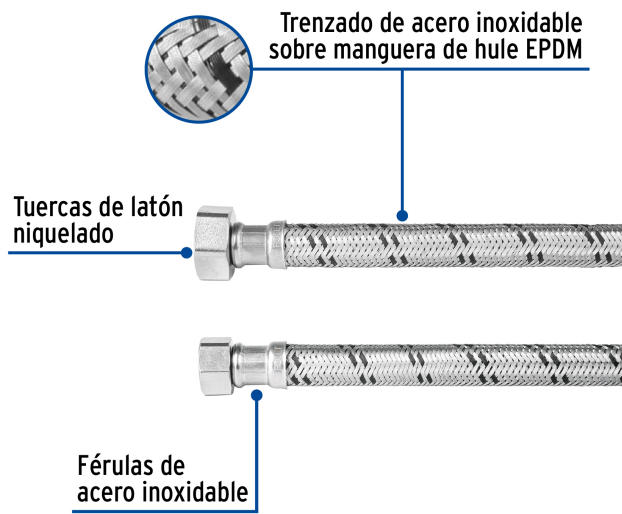 Trenzado de acero inoxidable
sobre manguera de hule EPDM
Tuercas de latón
niquelado
Férulas de
acero inoxidable